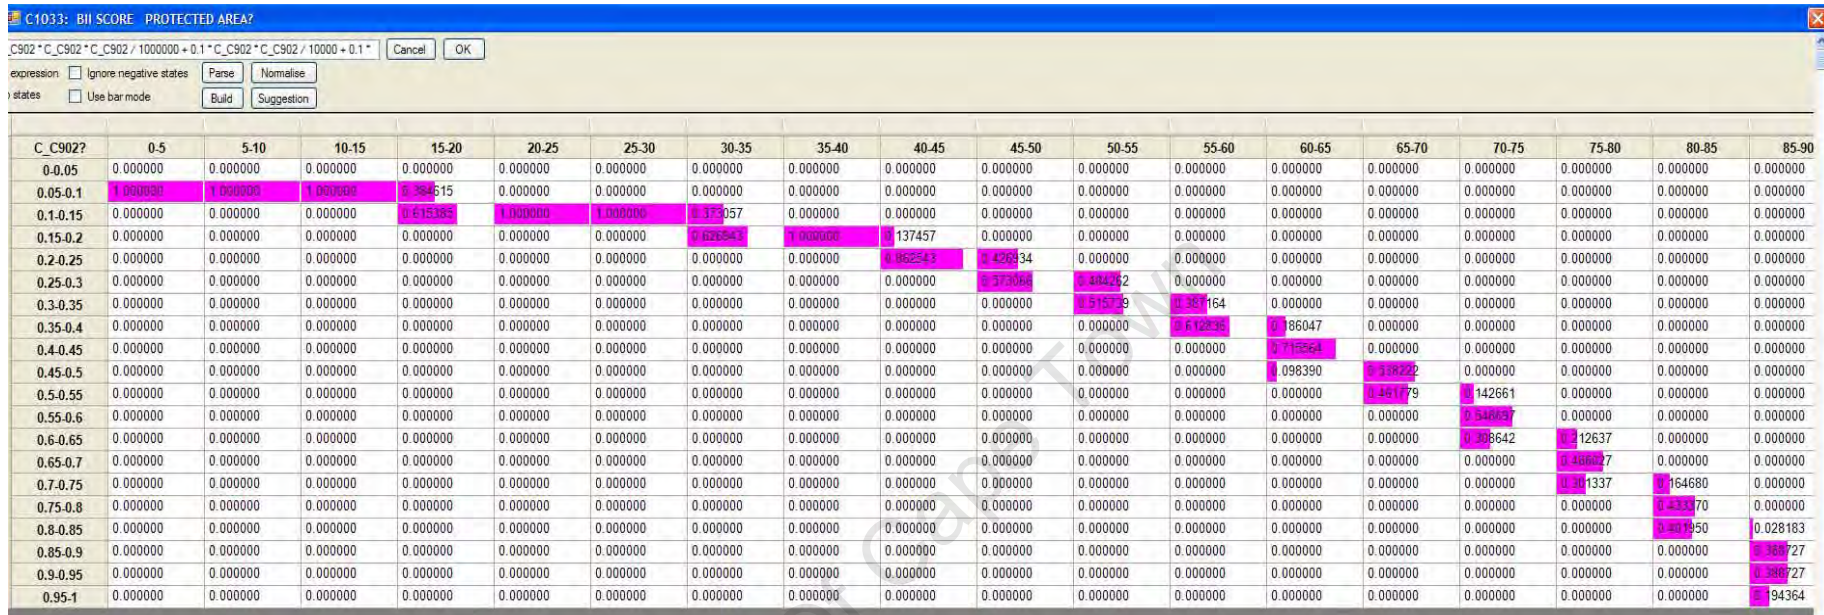 C1033: BII SCORE PROTECTED AREA?
_C902 * C_C902 * C_C902 / 1000000 + 0.1 * C_C902 * C_C902 / 10000 + 0.1 * Cancel OK
expression Ignore negative states Parse Normalise
states Use bar mode Build Suggestion
C_C902? 0-5 5-10 10-15 15-20 20-25 25-30 30-35 35-40 40-45 45-50 50-55 55-60 60-65 65-70 70-75 75-80 80-85 85-90
0-0.05 0.000000 0.000000 0.000000 0.000000 0.000000 0.000000 0.000000 0.000000 0.000000 0.000000 0.000000 0.000000 0.000000 0.000000 0.000000 0.000000 0.000000 0.000000
0.05-0.1 1.000000 1.000000 1.000000 0.384615 0.000000 0.000000 0.000000 0.000000 0.000000 0.000000 0.000000 0.000000 0.000000 0.000000 0.000000 0.000000 0.000000 0.000000
0.1-0.15 0.000000 0.000000 0.000000 0.615385 1.000000 1.000000 0.373057 0.000000 0.000000 0.000000 0.000000 0.000000 0.000000 0.000000 0.000000 0.000000 0.000000 0.000000
0.15-0.2 0.000000 0.000000 0.000000 0.000000 0.000000 0.000000 0.626943 1.000000 0.137457 0.000000 0.000000 0.000000 0.000000 0.000000 0.000000 0.000000 0.000000 0.000000
0.2-0.25 0.000000 0.000000 0.000000 0.000000 0.000000 0.000000 0.000000 0.000000 0.862543 0.426934 0.000000 0.000000 0.000000 0.000000 0.000000 0.000000 0.000000 0.000000
0.25-0.3 0.000000 0.000000 0.000000 0.000000 0.000000 0.000000 0.000000 0.000000 0.000000 0.573066 0.484262 0.000000 0.000000 0.000000 0.000000 0.000000 0.000000 0.000000
0.3-0.35 0.000000 0.000000 0.000000 0.000000 0.000000 0.000000 0.000000 0.000000 0.000000 0.000000 0.515739 0.387164 0.000000 0.000000 0.000000 0.000000 0.000000 0.000000
0.35-0.4 0.000000 0.000000 0.000000 0.000000 0.000000 0.000000 0.000000 0.000000 0.000000 0.000000 0.000000 0.612836 0.186047 0.000000 0.000000 0.000000 0.000000 0.000000
0.4-0.45 0.000000 0.000000 0.000000 0.000000 0.000000 0.000000 0.000000 0.000000 0.000000 0.000000 0.000000 0.000000 0.715564 0.000000 0.000000 0.000000 0.000000 0.000000
0.45-0.5 0.000000 0.000000 0.000000 0.000000 0.000000 0.000000 0.000000 0.000000 0.000000 0.000000 0.000000 0.000000 0.098390 0.538222 0.000000 0.000000 0.000000 0.000000
0.5-0.55 0.000000 0.000000 0.000000 0.000000 0.000000 0.000000 0.000000 0.000000 0.000000 0.000000 0.000000 0.000000 0.000000 0.461779 0.142661 0.000000 0.000000 0.000000
0.55-0.6 0.000000 0.000000 0.000000 0.000000 0.000000 0.000000 0.000000 0.000000 0.000000 0.000000 0.000000 0.000000 0.000000 0.000000 0.548697 0.000000 0.000000 0.000000
0.6-0.65 0.000000 0.000000 0.000000 0.000000 0.000000 0.000000 0.000000 0.000000 0.000000 0.000000 0.000000 0.000000 0.000000 0.000000 0.308642 0.212637 0.000000 0.000000
0.65-0.7 0.000000 0.000000 0.000000 0.000000 0.000000 0.000000 0.000000 0.000000 0.000000 0.000000 0.000000 0.000000 0.000000 0.000000 0.000000 0.486027 0.000000 0.000000
0.7-0.75 0.000000 0.000000 0.000000 0.000000 0.000000 0.000000 0.000000 0.000000 0.000000 0.000000 0.000000 0.000000 0.000000 0.000000 0.000000 0.301337 0.164680 0.000000
0.75-0.8 0.000000 0.000000 0.000000 0.000000 0.000000 0.000000 0.000000 0.000000 0.000000 0.000000 0.000000 0.000000 0.000000 0.000000 0.000000 0.000000 0.433370 0.000000
0.8-0.85 0.000000 0.000000 0.000000 0.000000 0.000000 0.000000 0.000000 0.000000 0.000000 0.000000 0.000000 0.000000 0.000000 0.000000 0.000000 0.000000 0.401950 0.028183
0.85-0.9 0.000000 0.000000 0.000000 0.000000 0.000000 0.000000 0.000000 0.000000 0.000000 0.000000 0.000000 0.000000 0.000000 0.000000 0.000000 0.000000 0.000000 0.388727
0.9-0.95 0.000000 0.000000 0.000000 0.000000 0.000000 0.000000 0.000000 0.000000 0.000000 0.000000 0.000000 0.000000 0.000000 0.000000 0.000000 0.000000 0.000000 0.388727
0.95-1 0.000000 0.000000 0.000000 0.000000 0.000000 0.000000 0.000000 0.000000 0.000000 0.000000 0.000000 0.000000 0.000000 0.000000 0.000000 0.000000 0.000000 0.194364
of Cape Town